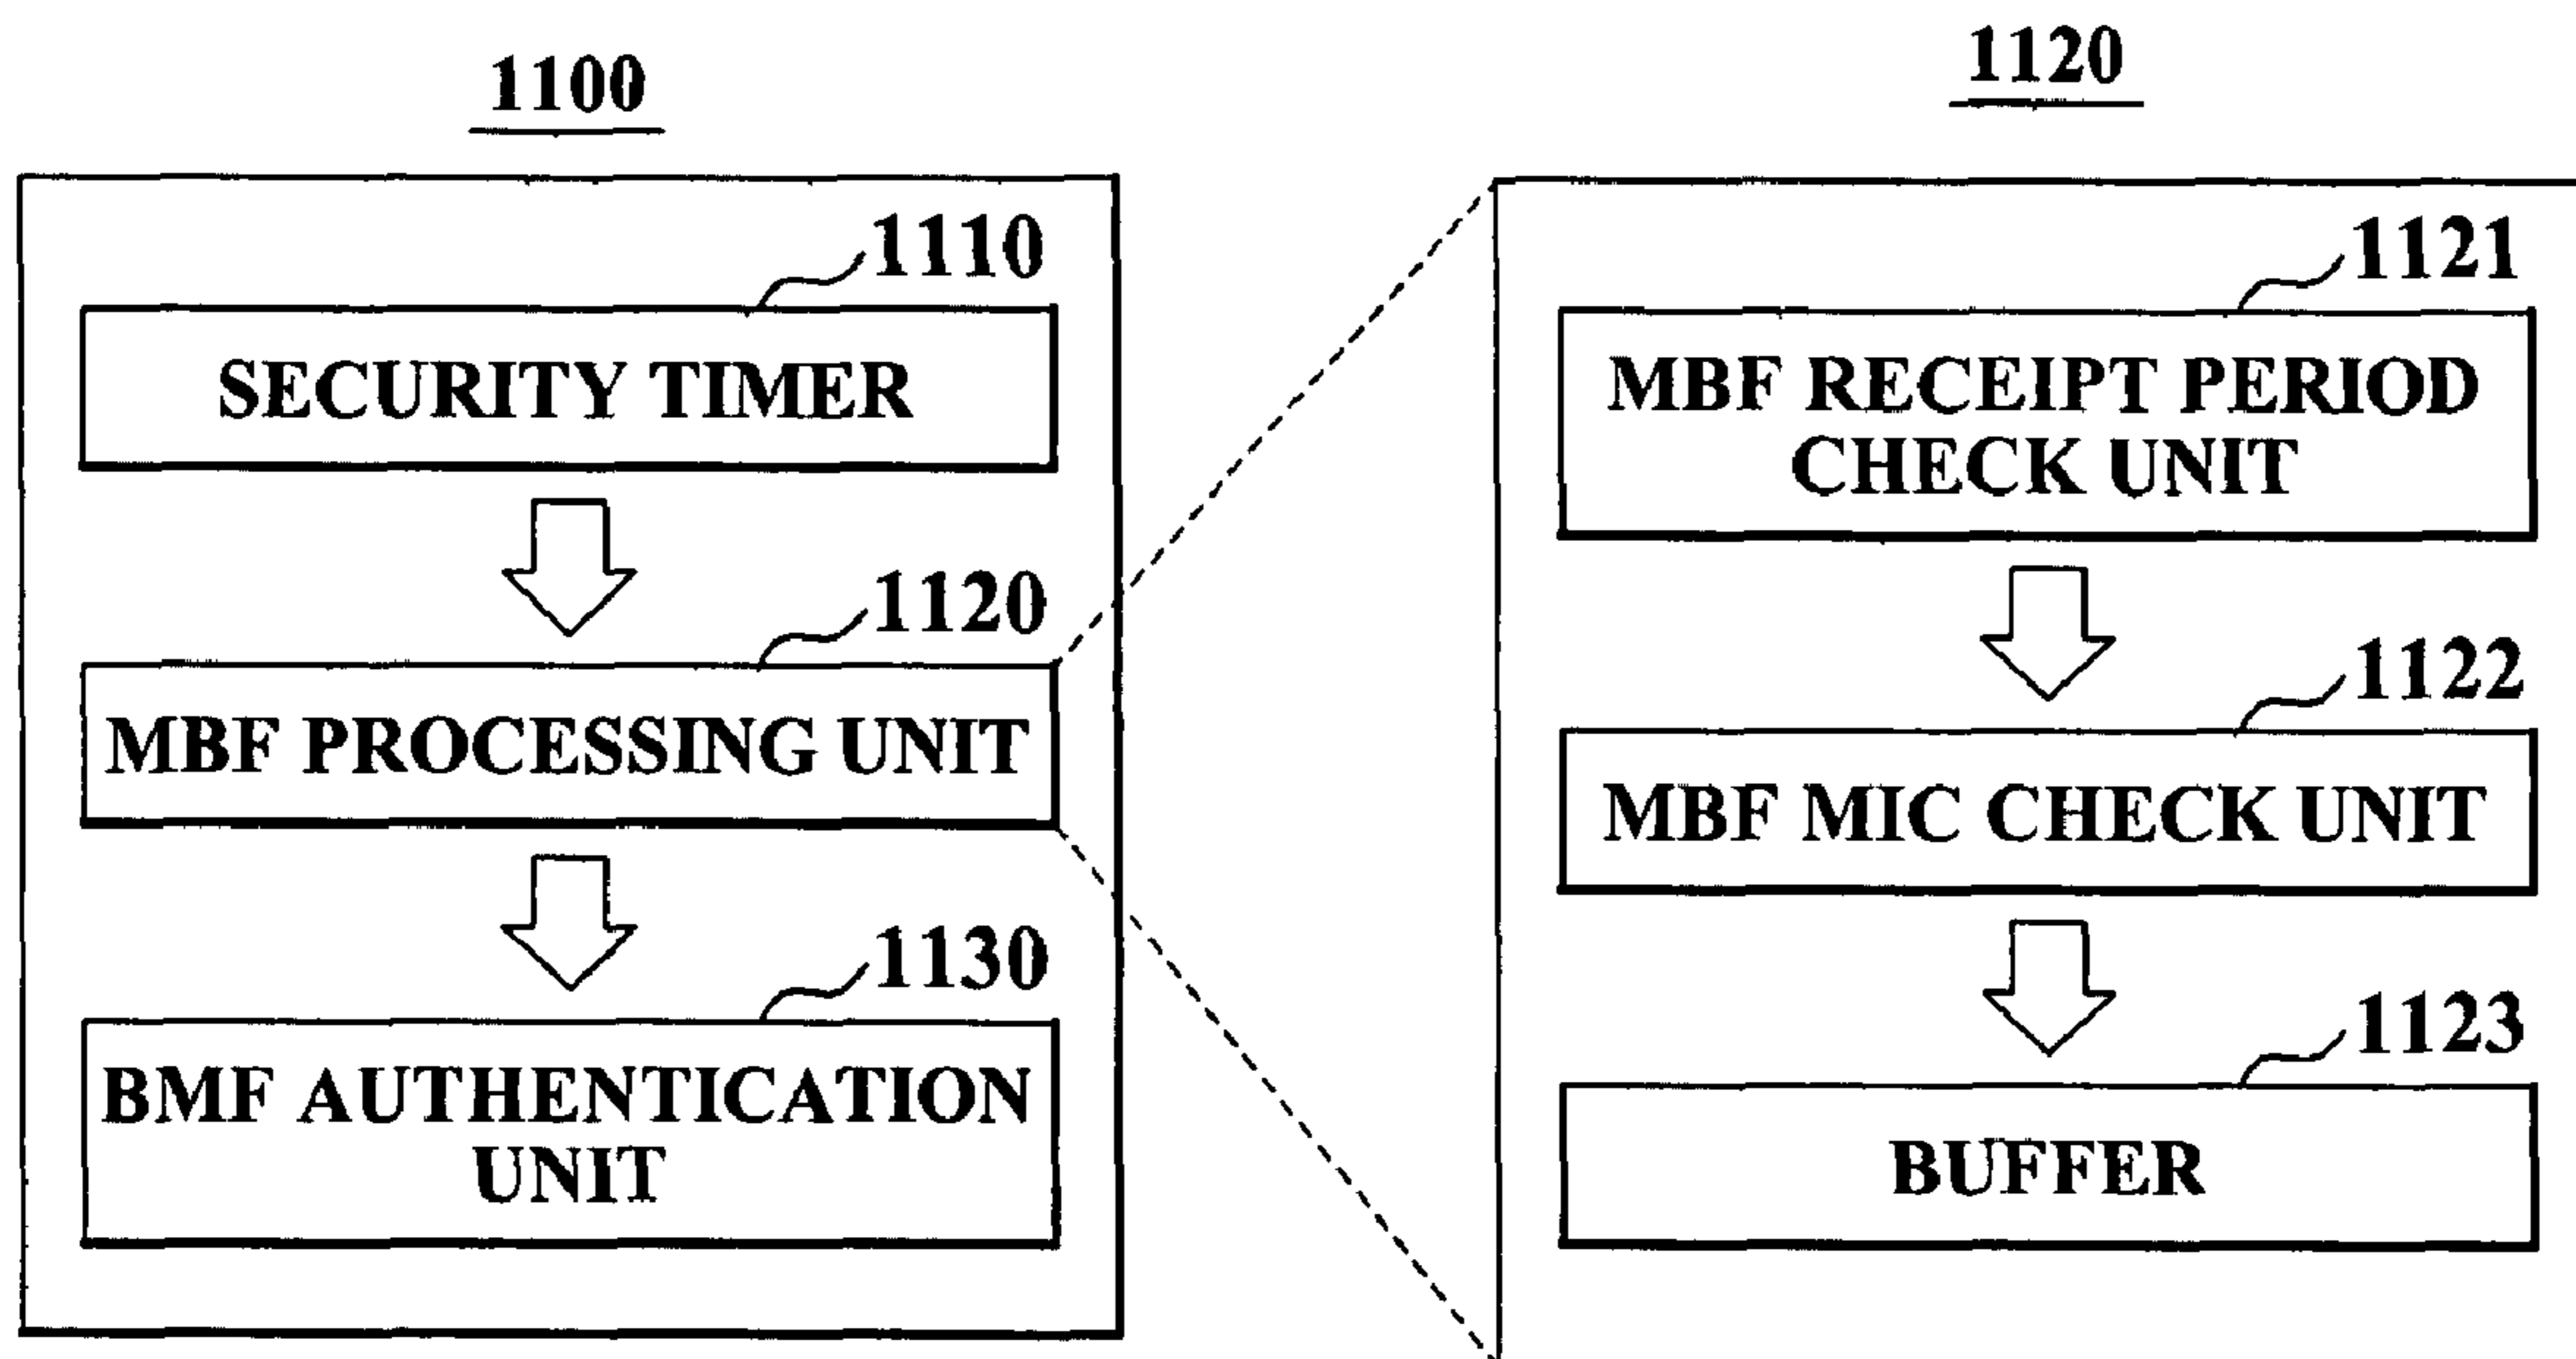 1100
1110
SECURITY TIMER
1120
MBF PROCESSING UNIT
1130
BMF AUTHENTICATION
UNIT
1120
1121
MBF RECEIPT PERIOD
CHECK UNIT
1122
MBF MIC CHECK UNIT
1123
BUFFER